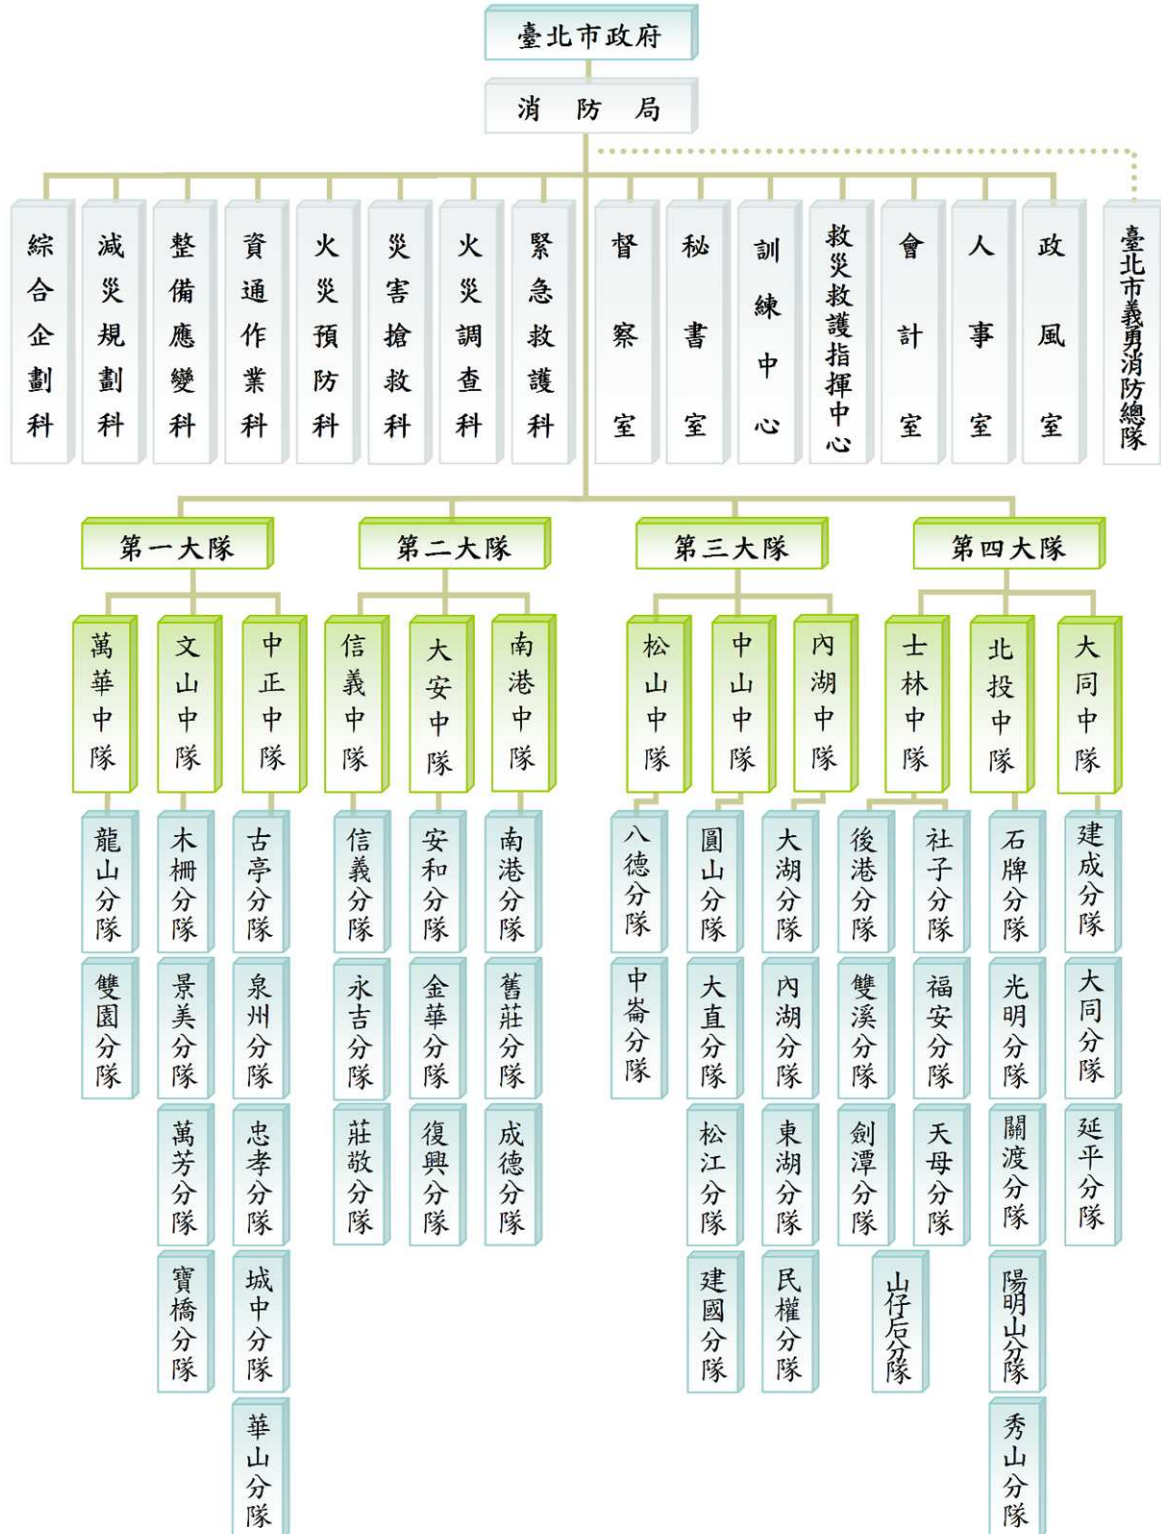 臺北市政府
消防局
綜合企劃科
減災規劃科
整備應變科
資通作業科
火災預防科
災害搶救科
火災調查科
緊急救護科
督察室
秘書室
訓練中心
救災救護指揮中心
會計室
人事室
政風室
臺北市義勇消防總隊
第一大隊
第二大隊
第三大隊
第四大隊
萬華中隊
文山中隊
中正中隊
信義中隊
大安中隊
南港中隊
松山中隊
中山中隊
內湖中隊
士林中隊
北投中隊
大同中隊
龍山分隊
木柵分隊
古亭分隊
信義分隊
安和分隊
南港分隊
八德分隊
圓山分隊
大湖分隊
後港分隊
社子分隊
石牌分隊
建成分隊
雙園分隊
景美分隊
泉州分隊
永吉分隊
金華分隊
舊莊分隊
中崙分隊
大直分隊
內湖分隊
雙溪分隊
福安分隊
光明分隊
大同分隊
萬芳分隊
忠孝分隊
莊敬分隊
復興分隊
成德分隊
松江分隊
東湖分隊
劍潭分隊
天母分隊
關渡分隊
延平分隊
寶橋分隊
城中分隊
建國分隊
民權分隊
山仔后分隊
陽明山分隊
華山分隊
秀山分隊